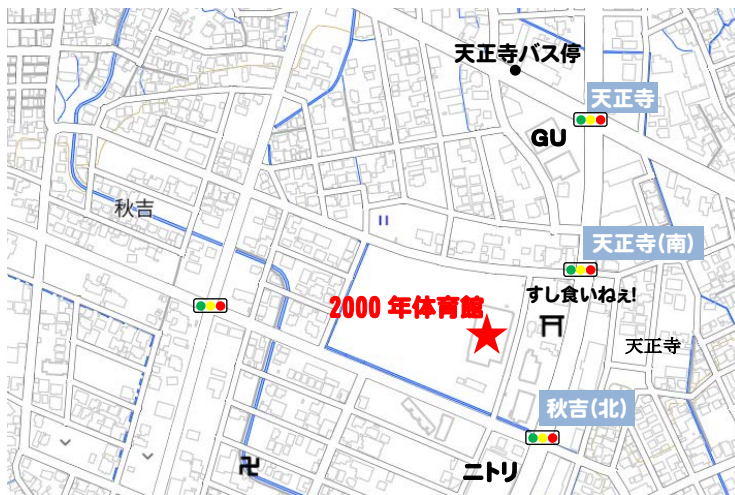 天正寺バス停
天正寺
GU
秋吉
天正寺(南)
すし食いねぇ!
2000 年体育館
天正寺
秋吉(北)
ニトリ